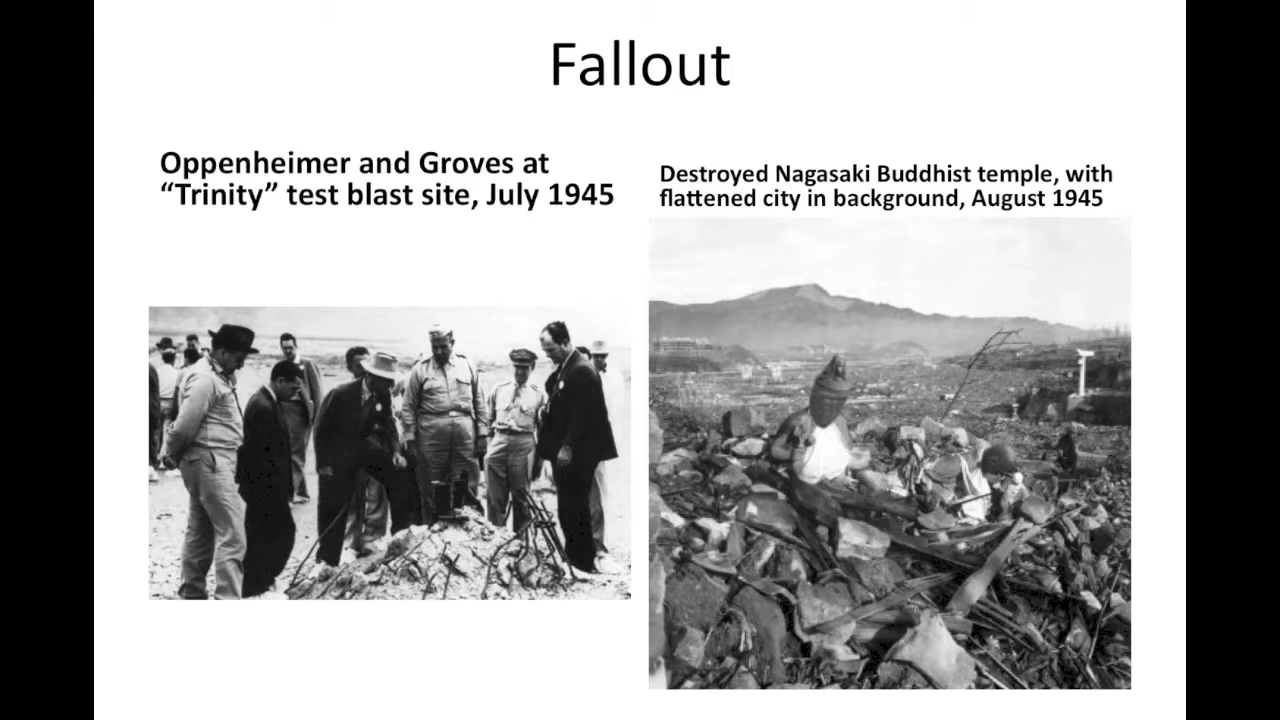 Fallout
Oppenheimer and Groves at
“Trinity” test blast site, July 1945
Destroyed Nagasaki Buddhist temple, with
flattened city in background, August 1945